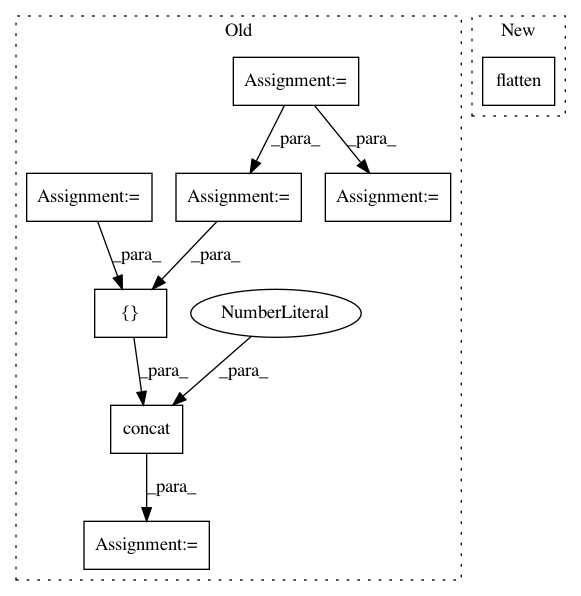 Old
New
Assignment:=
flatten
_para_
_para_
Assignment:=
Assignment:=
Assignment:=
_para_
_para_
{}
NumberLiteral
_para_
_para_
concat
_para_
Assignment:=